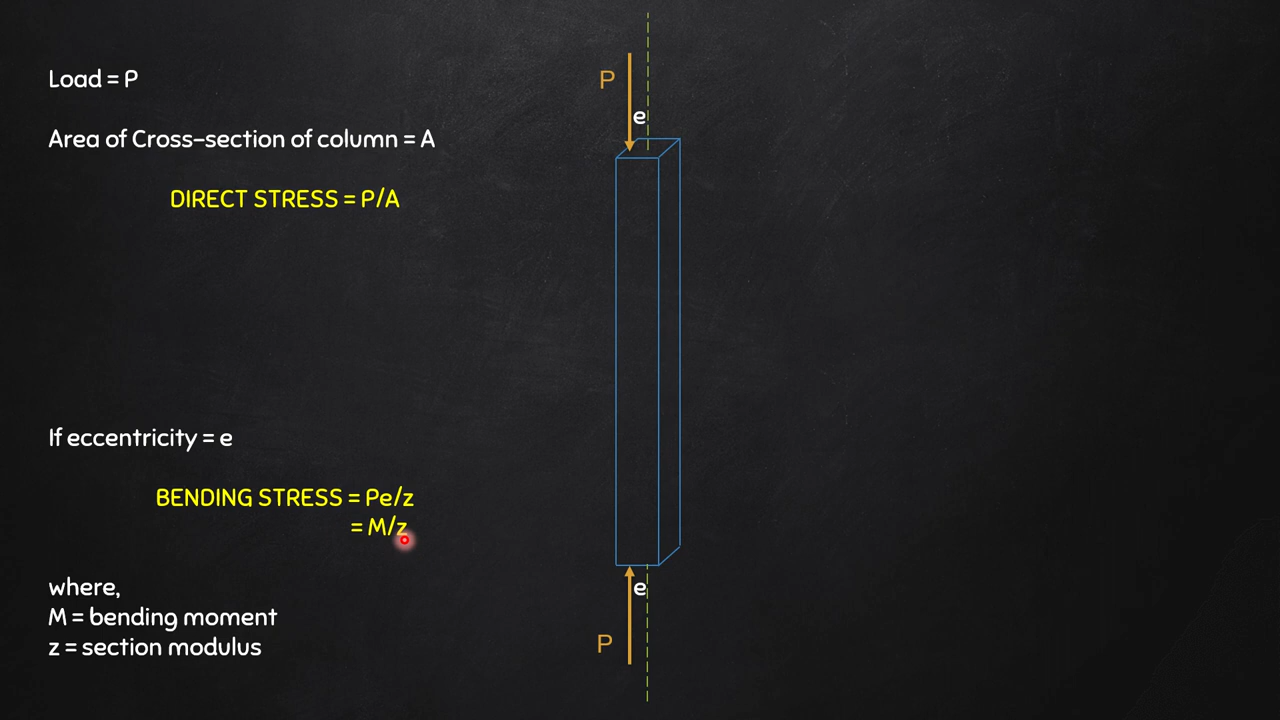 Load = P
Area of Cross-section of column = A
DIRECT STRESS = P/A
If eccentricity = e
BENDING STRESS = Pe/z
= M/z
where,
M = bending moment
z = section modulus
P
e
e
P